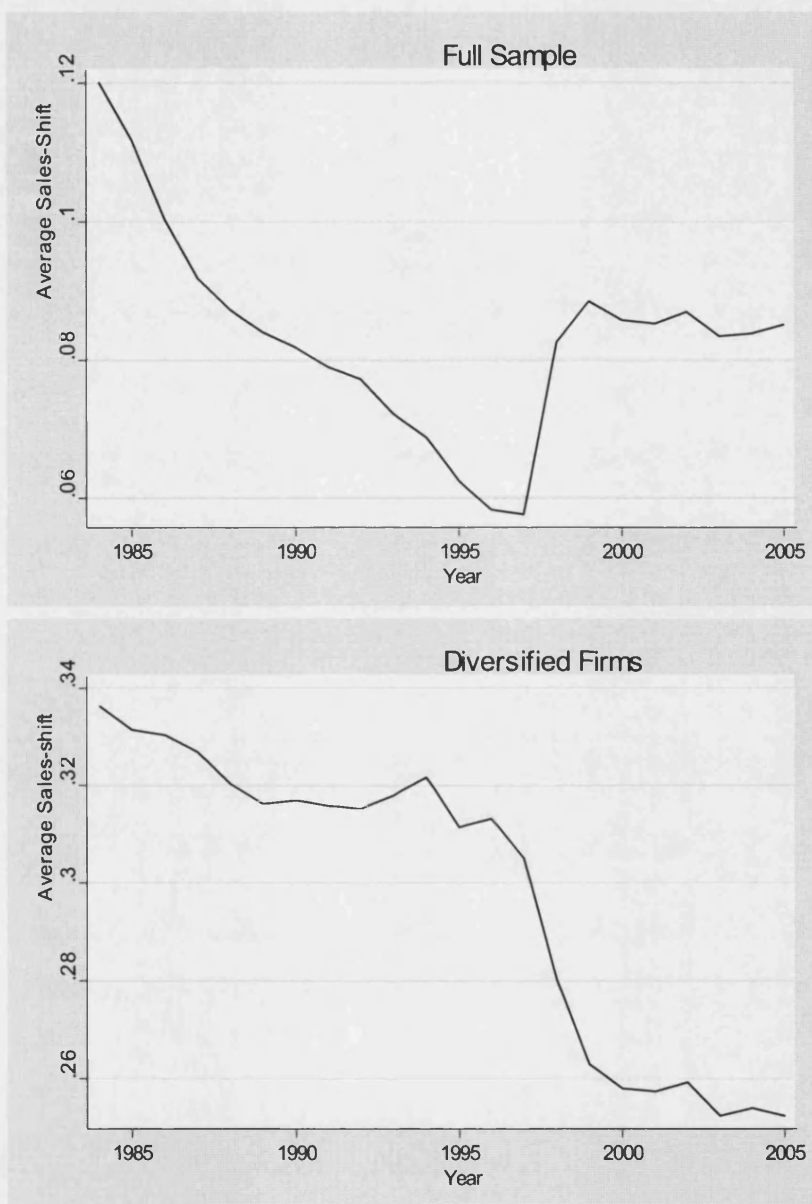 Full Sample
Average Sales-Shift
.12
.1
.08
.06
1985 1990 1995 2000 2005
Year
Diversified Firms
Average Sales-shift
.34
.32
.3
.28
.26
1985 1990 1995 2000 2005
Year